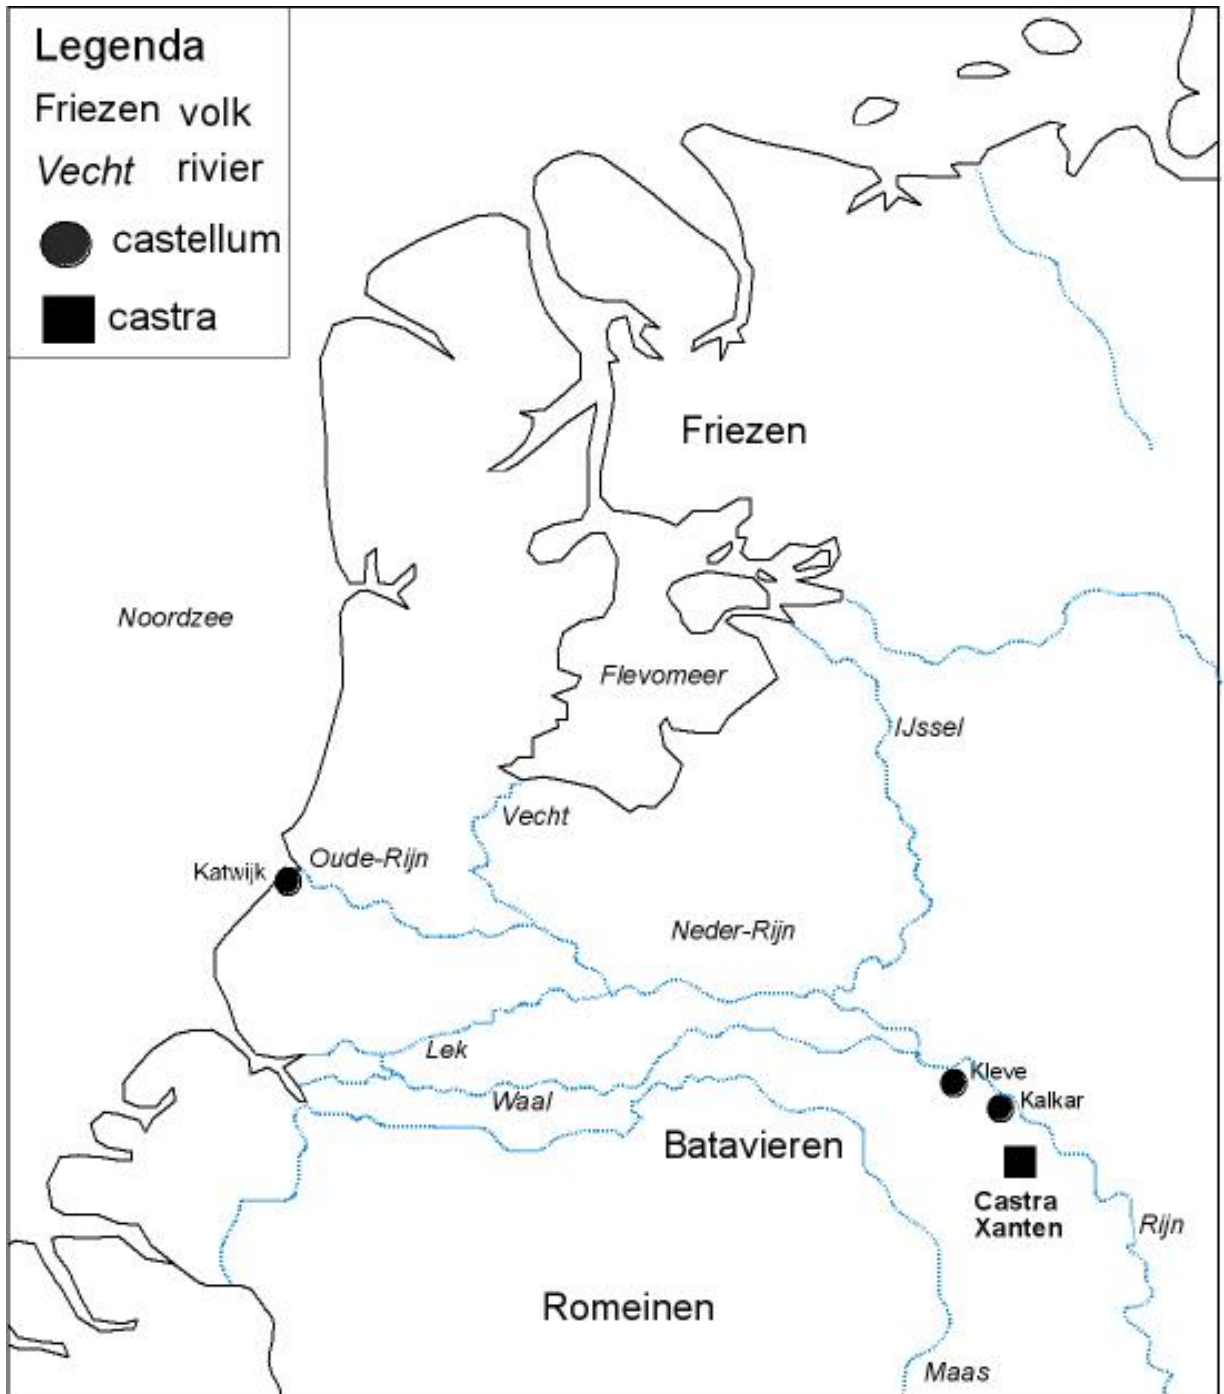 Legenda
Friezen volk
Vecht rivier
castellum
castra
Friezen
Noordzee
Flevomeer
IJssel
Vecht
Oude-Rijn
Katwijk
Neder-Rijn
Lek
Kleve
Waal
Kalkar
Batavieren
Castra
Xanten
Rijn
Romeinen
Maas